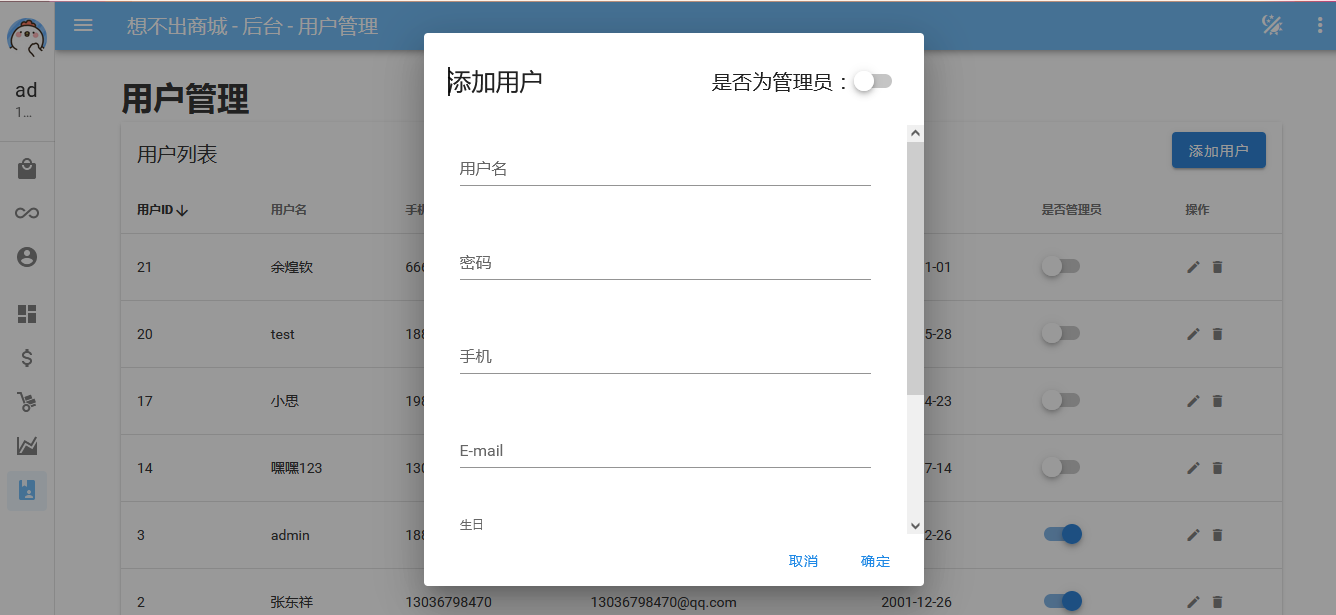 想不出商城 - 后台 - 用户管理
ad
1...
用户管理
用户列表
添加用户
用户ID 用户名 手机 是否管理员 操作
21 余煌钦 666 1-01
20 test 188 5-28
17 小思 198 4-23
14 嘿嘿123 130 7-14
3 admin 188 2-26
2 张东祥 13036798470 13036798470@qq.com 2001-12-26
添加用户 是否为管理员：
用户名
密码
手机
E-mail
生日
取消 确定